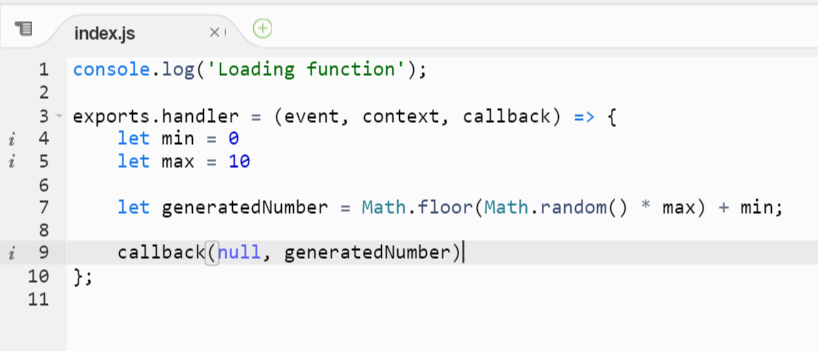 index.js
1 console.log('Loading function');
2
3 exports.handler = (event, context, callback) => {
i 4     let min = 0
i 5     let max = 10
6
7     let generatedNumber = Math.floor(Math.random() * max) + min;
8
i 9     callback(null, generatedNumber)
10 };
11